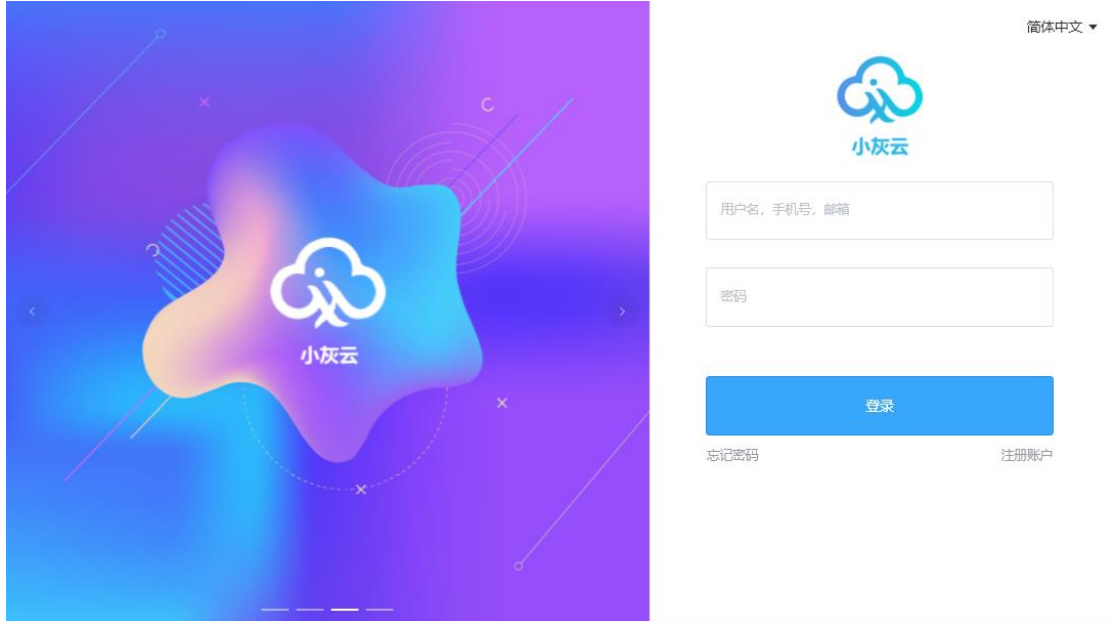 简体中文
小灰云
小灰云
用户名，手机号，邮箱
密码
登录
忘记密码
注册账户